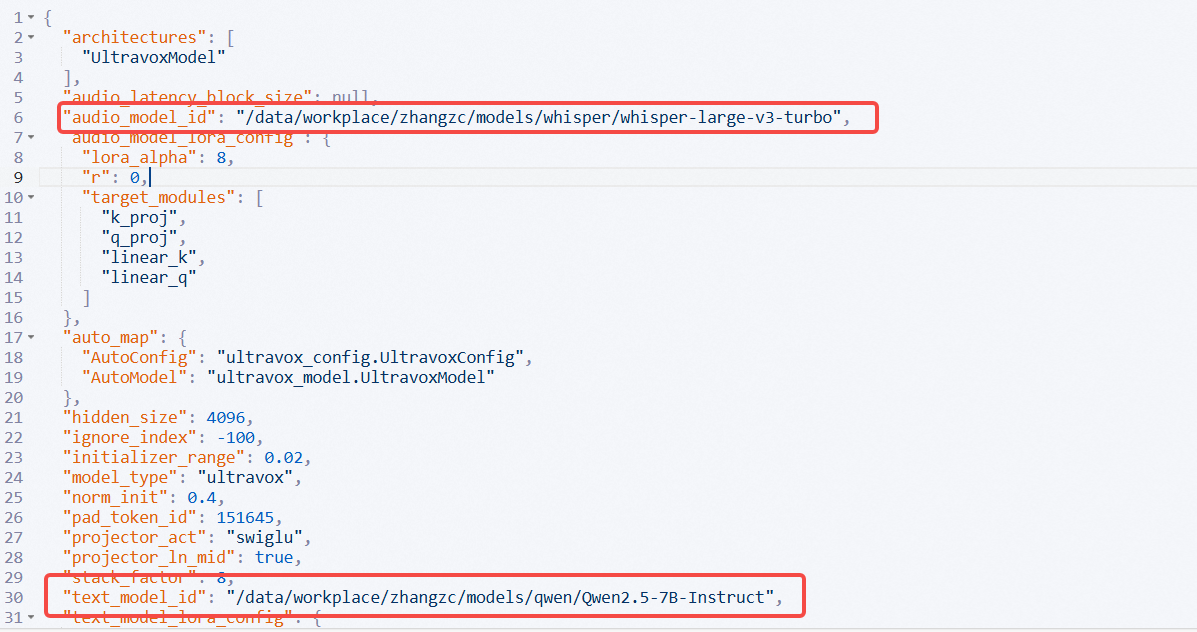 1 {
2 "architectures": [
3 "UltravoxModel"
4 ],
5 "audio_latency_block_size": null,
6 "audio_model_id": "/data/workplace/zhangzc/models/whisper/whisper-large-v3-turbo",
7 "audio_model_lora_config": {
8 "lora_alpha": 8,
9 "r": 0,
10 "target_modules": [
11 "k_proj",
12 "q_proj",
13 "linear_k",
14 "linear_q"
15 ]
16 },
17 "auto_map": {
18 "AutoConfig": "ultravox_config.UltravoxConfig",
19 "AutoModel": "ultravox_model.UltravoxModel"
20 },
21 "hidden_size": 4096,
22 "ignore_index": -100,
23 "initializer_range": 0.02,
24 "model_type": "ultravox",
25 "norm_init": 0.4,
26 "pad_token_id": 151645,
27 "projector_act": "swiglu",
28 "projector_ln_mid": true,
29 "stack_factor": 8,
30 "text_model_id": "/data/workplace/zhangzc/models/qwen/Qwen2.5-7B-Instruct",
31 "text_model_lora_config": {